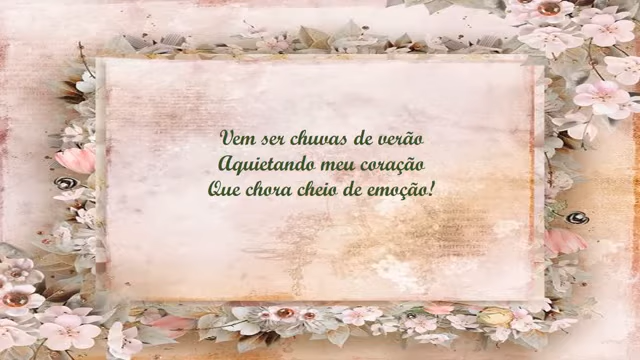 Vem ser chuvas de verão
Aquietando meu coração
Que chora cheio de emoção!